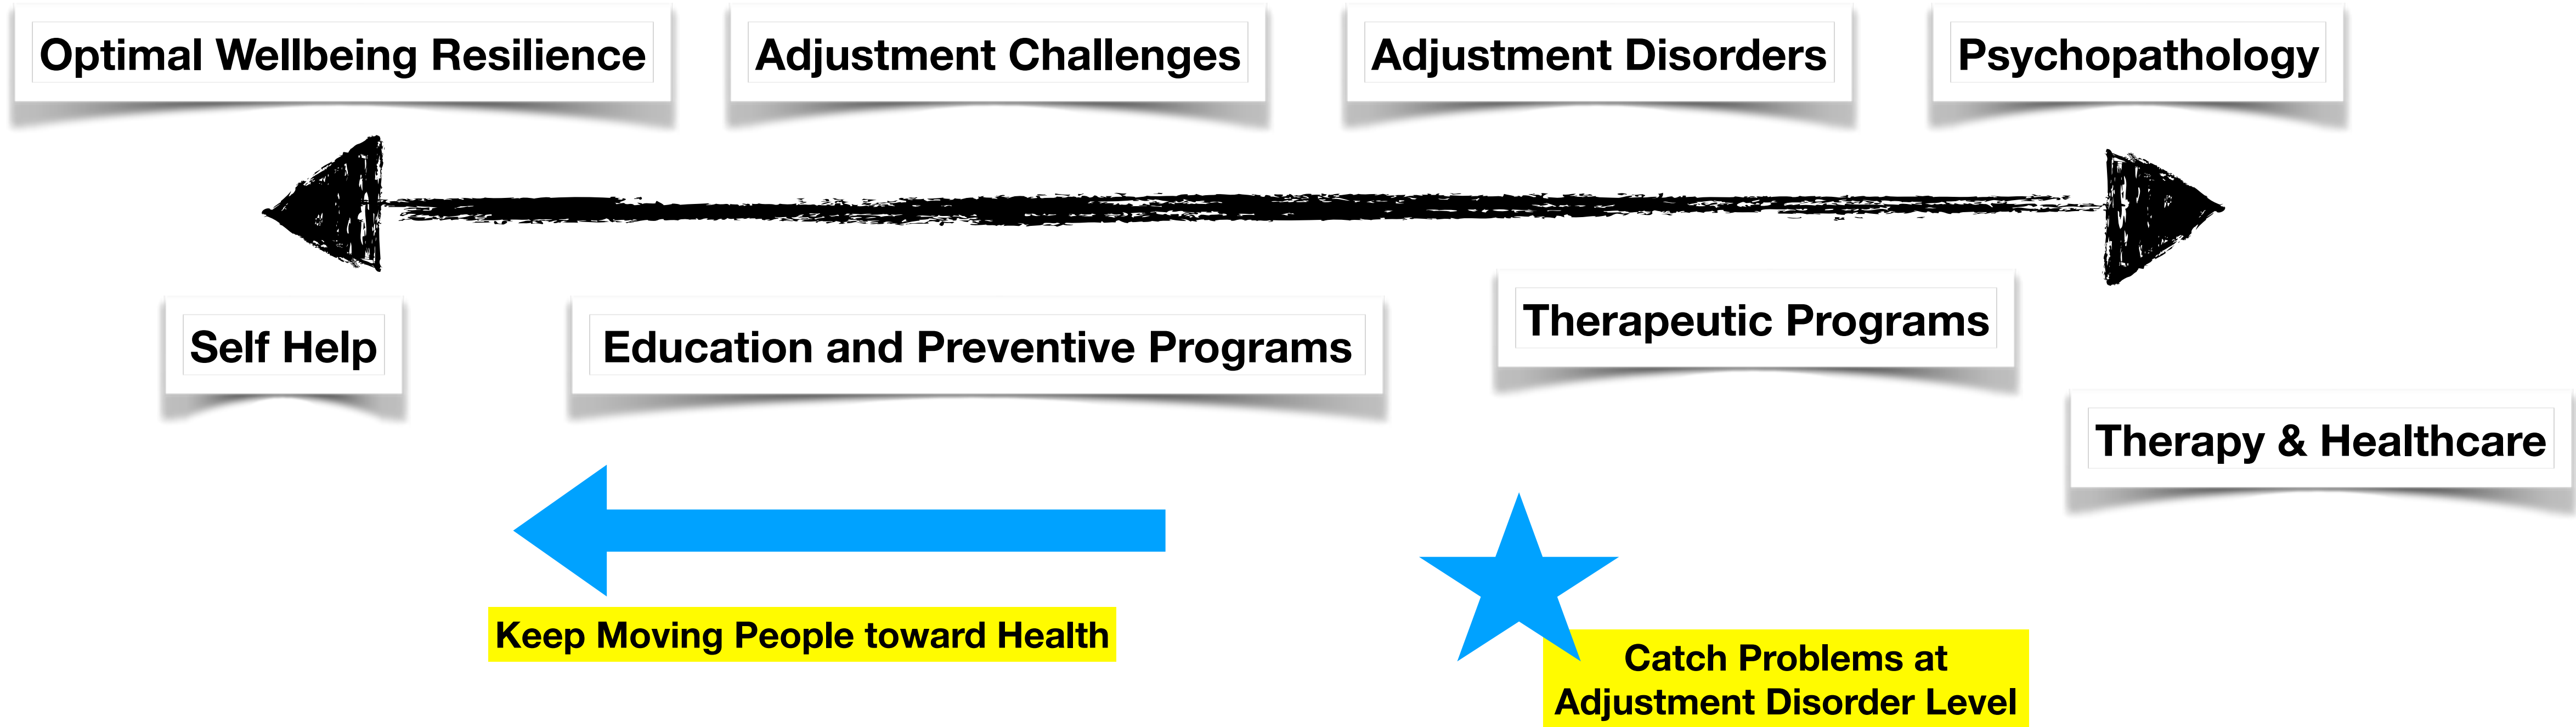 Optimal Wellbeing Resilience
Adjustment Challenges
Adjustment Disorders
Psychopathology
Self Help
Education and Preventive Programs
Therapeutic Programs
Therapy & Healthcare
Keep Moving People toward Health
Catch Problems at
Adjustment Disorder Level